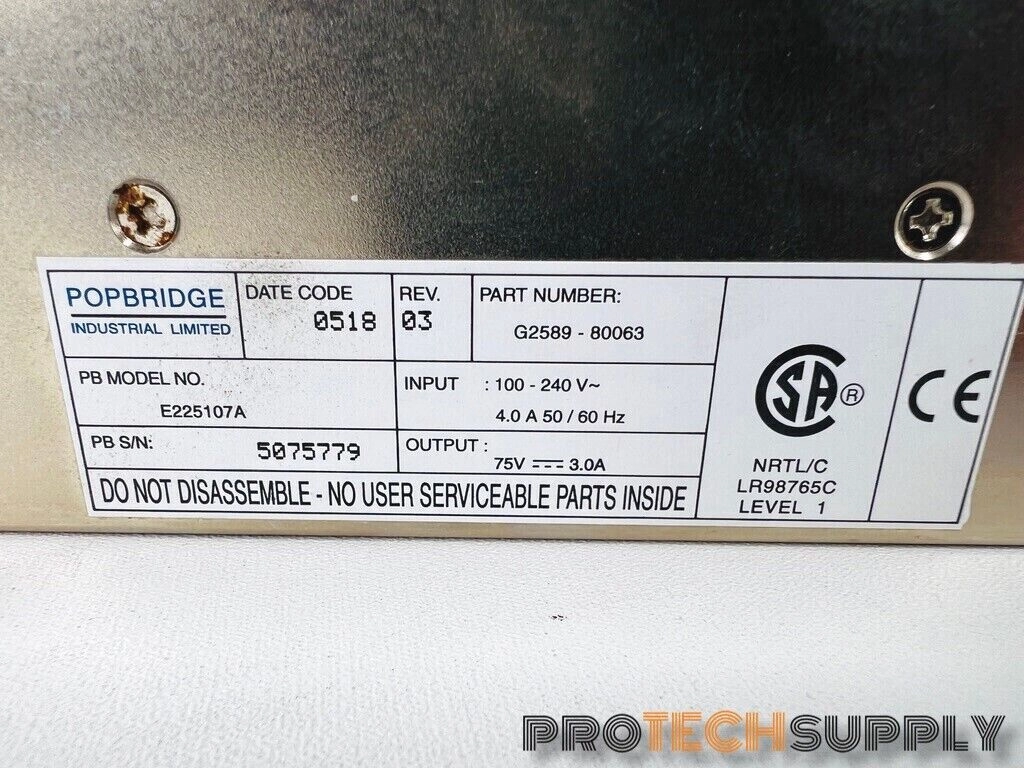 POPBRIDGE
INDUSTRIAL LIMITED
DATE CODE
0518
REV.
03
PART NUMBER:
G2589 - 80063
PB MODEL NO.
E225107A
INPUT : 100 - 240 V~
4.0 A 50 / 60 Hz
PB S/N:
5075779
OUTPUT :
75V ⎓ 3.0A
DO NOT DISASSEMBLE - NO USER SERVICEABLE PARTS INSIDE
CSA ®
NRTL/C
LR98765C
LEVEL 1
CE
PROTECHSUPPLY